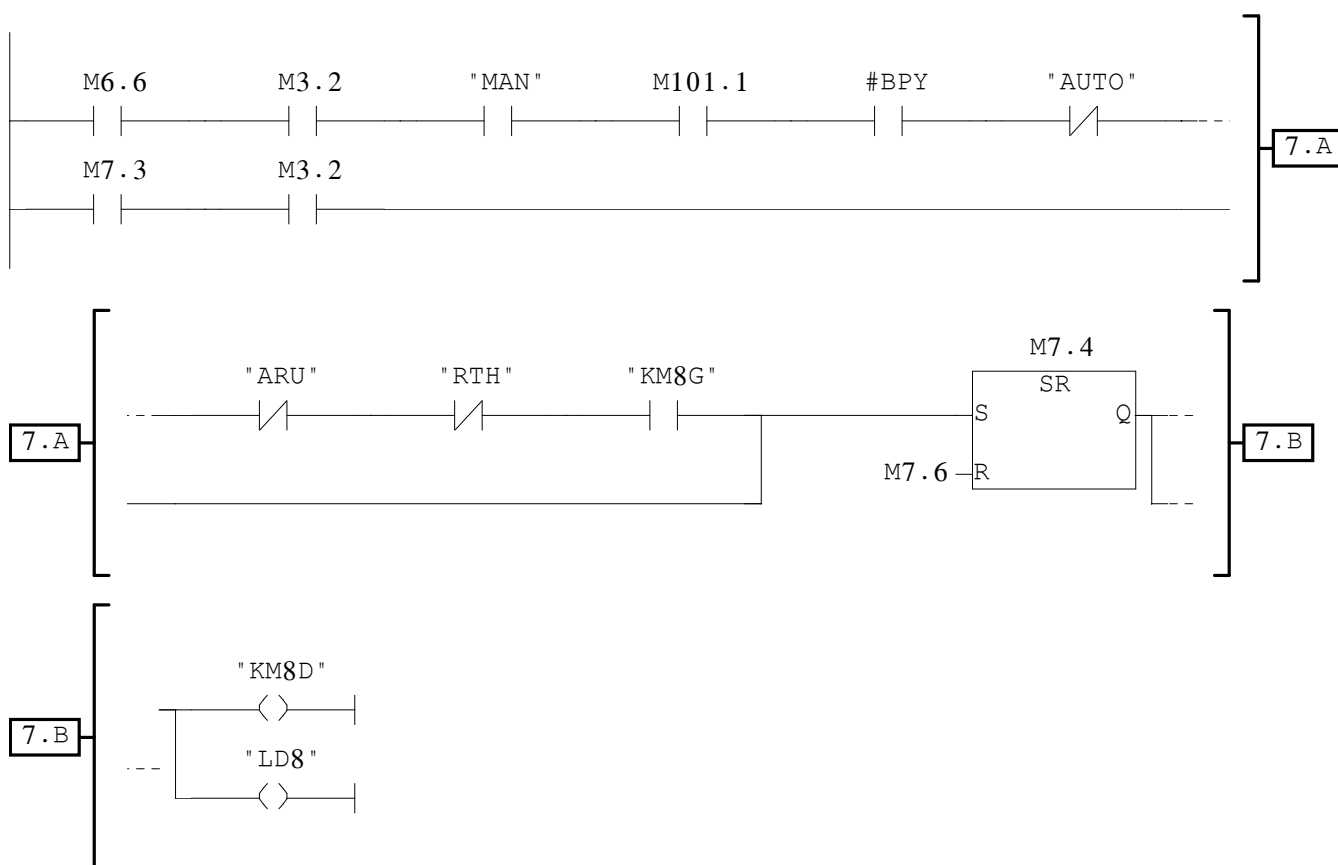 M6.6 M3.2 "MAN" M101.1 #BPY "AUTO"
7.A
M7.3 M3.2
M7.4
"ARU" "RTH" "KM8G" SR
S Q
7.A 7.B
M7.6 R
"KM8D"
7.B
"LD8"